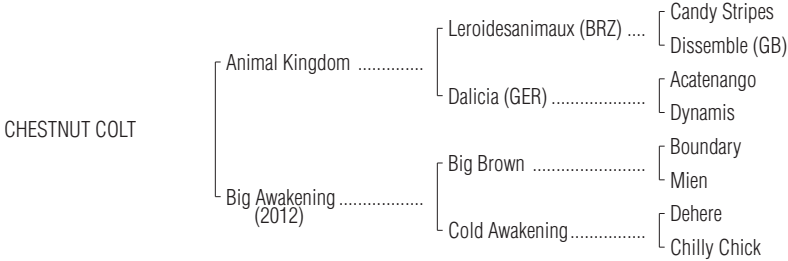 Candy Stripes
Leroidesanimaux (BRZ) ....
Dissemble (GB)
Animal Kingdom ..............
Acatenango
Dalicia (GER) ....................
Dynamis
CHESTNUT COLT
Boundary
Big Brown ........................
Mien
Big Awakening ..................
(2012)
Dehere
Cold Awakening................
Chilly Chick